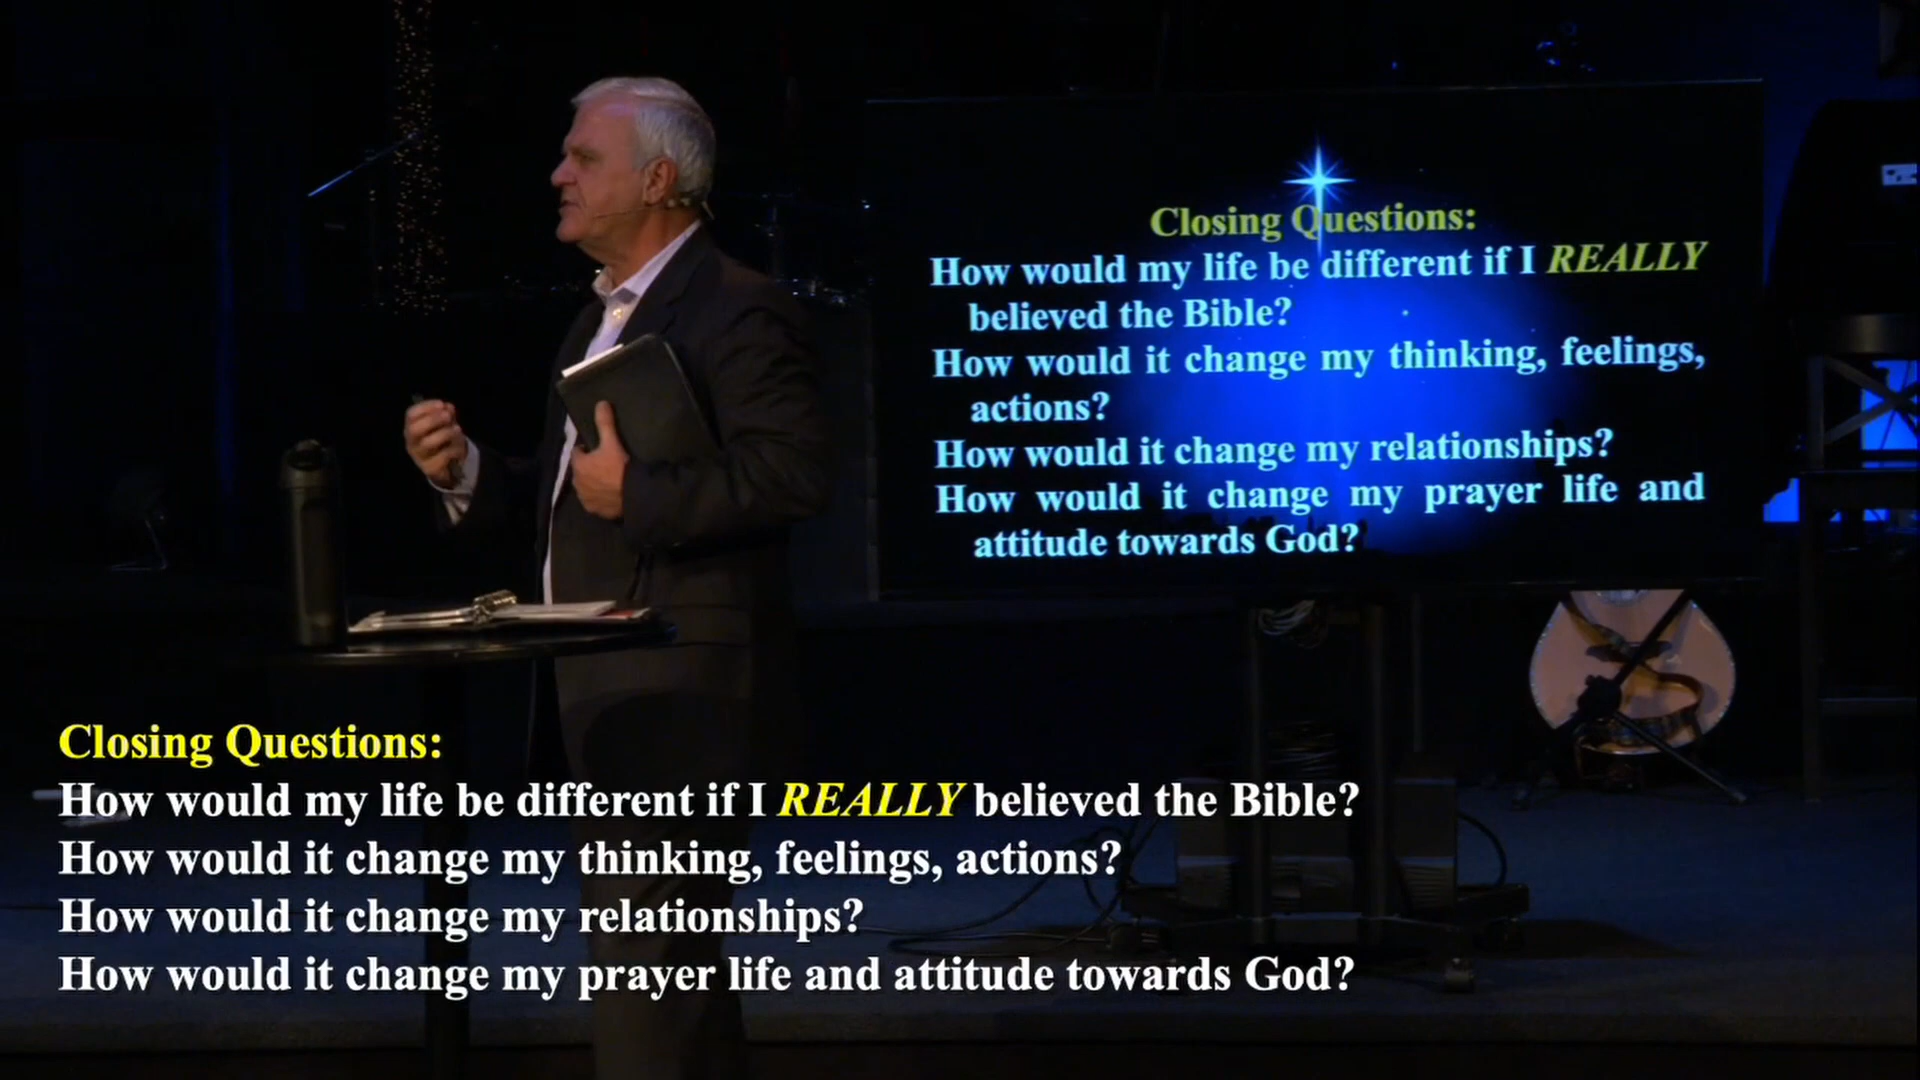 Closing Questions:
How would my life be different if I REALLY
believed the Bible?
How would it change my thinking, feelings,
actions?
How would it change my relationships?
How would it change my prayer life and
attitude towards God?
Closing Questions:
How would my life be different if I REALLY believed the Bible?
How would it change my thinking, feelings, actions?
How would it change my relationships?
How would it change my prayer life and attitude towards God?